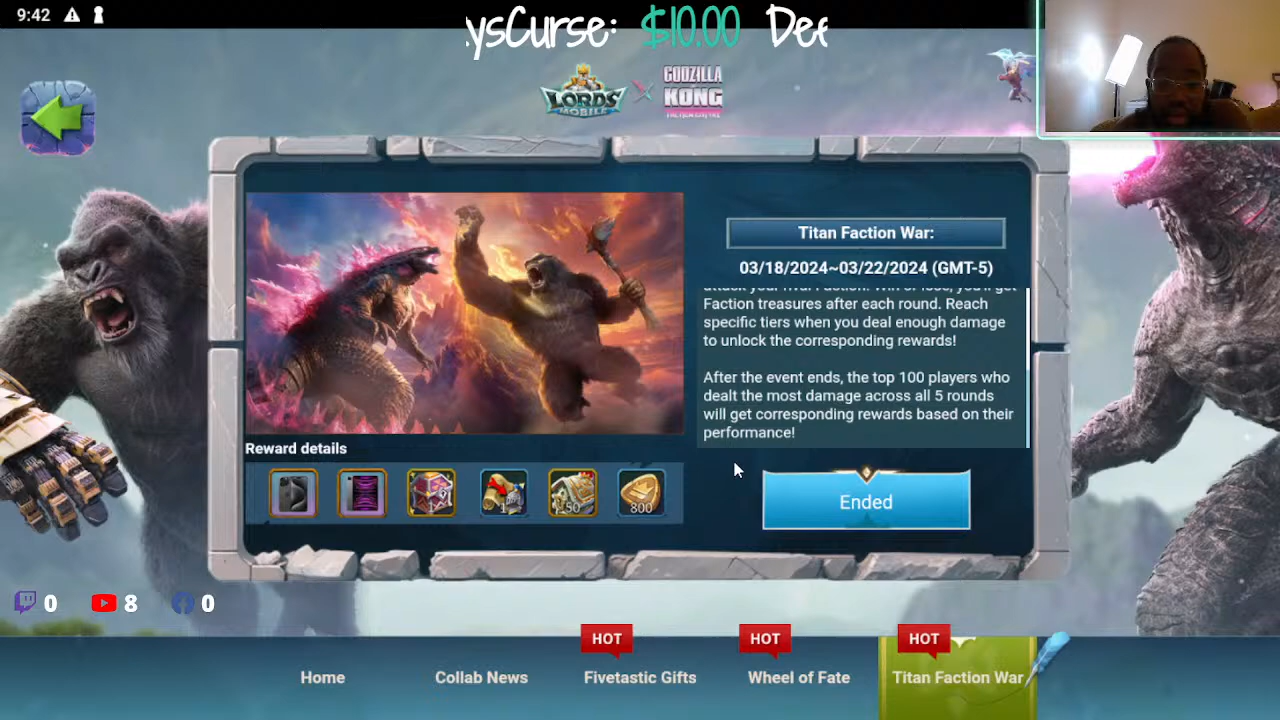 9:42
ysCurse: $10.00
LORDS MOBILE
GODZILLA
KONG
Titan Faction War:
03/18/2024~03/22/2024 (GMT-5)
Faction treasures after each round. Reach
specific tiers when you deal enough damage
to unlock the corresponding rewards!
After the event ends, the top 100 players who
dealt the most damage across all 5 rounds
will get corresponding rewards based on their
performance!
Reward details
800
Ended
0
8
0
HOT
HOT
HOT
Home
Collab News
Fivetastic Gifts
Wheel of Fate
Titan Faction War